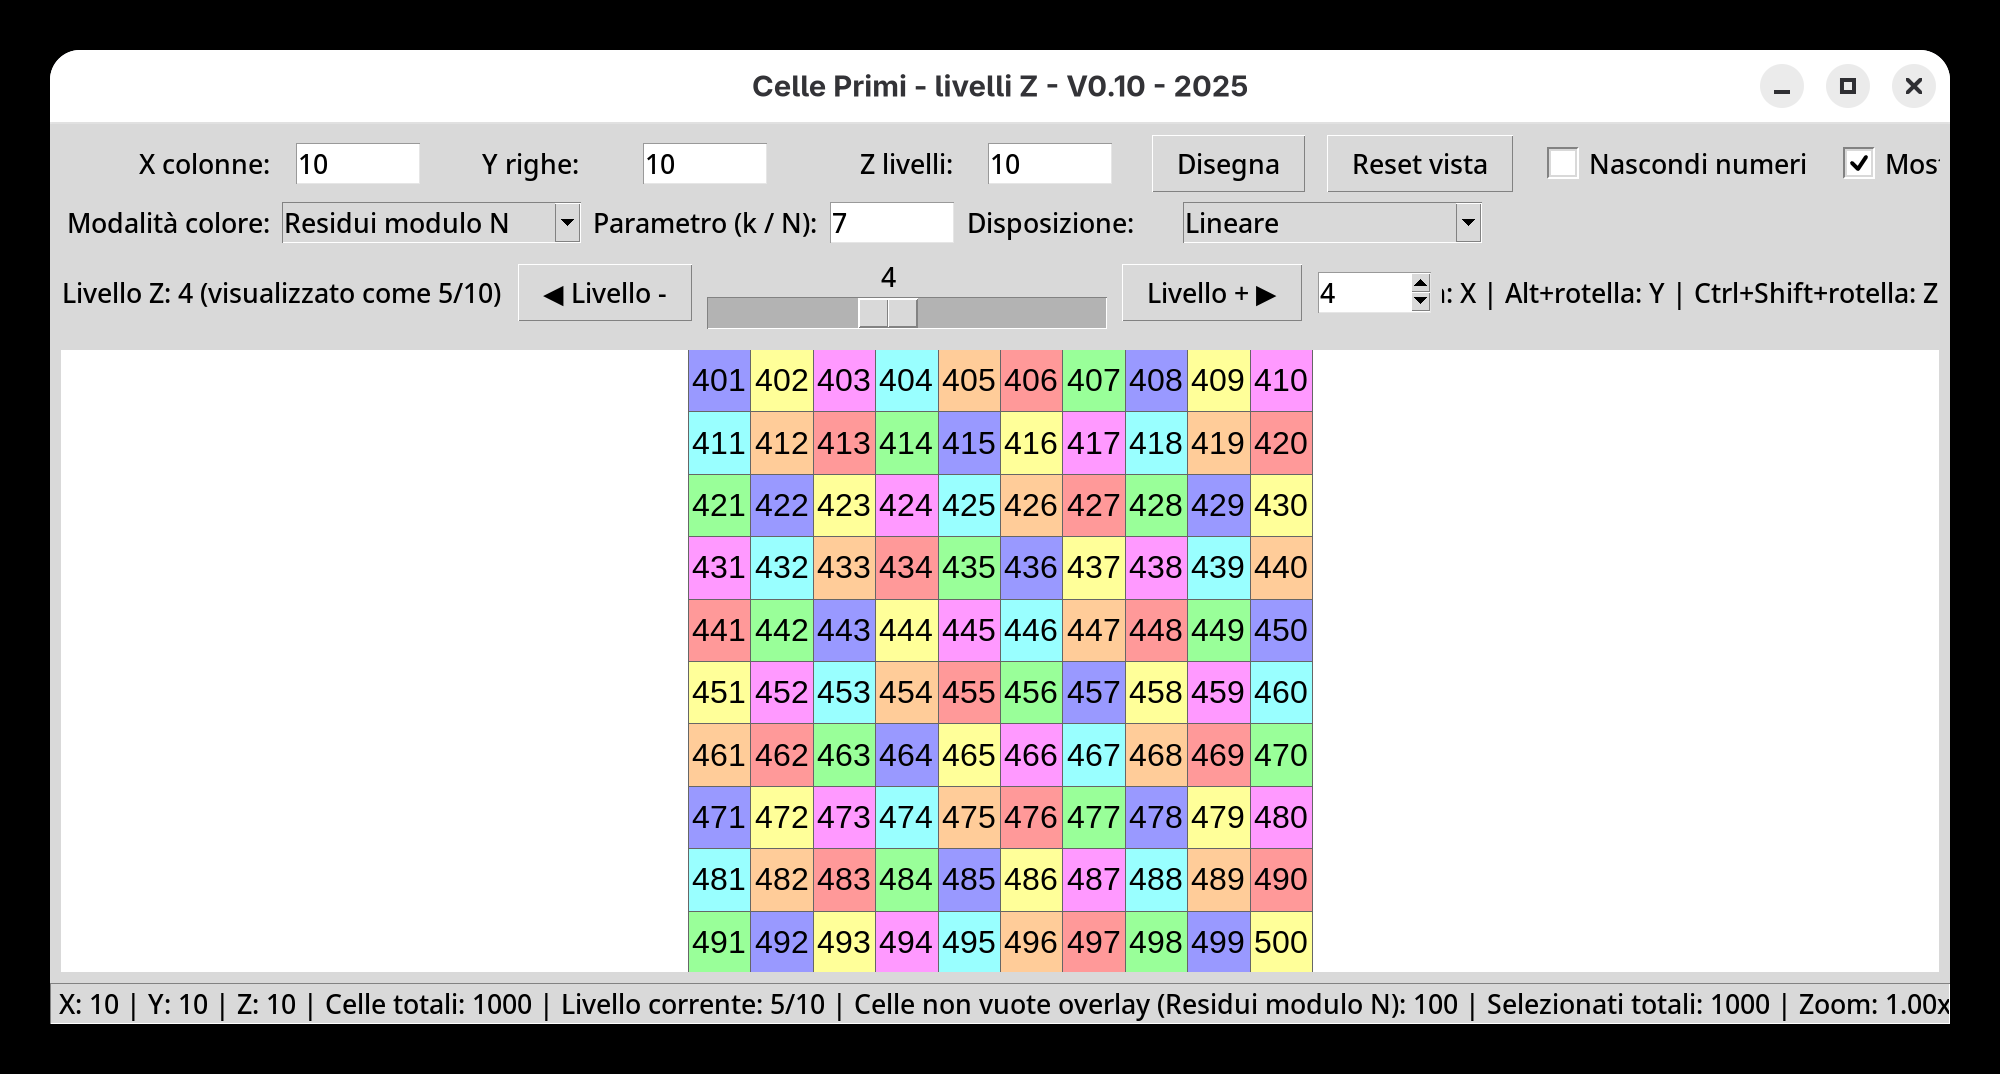 Celle Primi - livelli Z - V0.10 - 2025
X colonne: 10 Y righe: 10 Z livelli: 10 Disegna Reset vista Nascondi numeri
Modalità colore: Residui modulo N Parametro (k / N): 7 Disposizione: Lineare
4
Livello Z: 4 (visualizzato come 5/10) ◀ Livello - Livello + ▶ 4 : X | Alt+rotella: Y | Ctrl+Shift+rotella: Z
401 402 403 404 405 406 407 408 409 410
411 412 413 414 415 416 417 418 419 420
421 422 423 424 425 426 427 428 429 430
431 432 433 434 435 436 437 438 439 440
441 442 443 444 445 446 447 448 449 450
451 452 453 454 455 456 457 458 459 460
461 462 463 464 465 466 467 468 469 470
471 472 473 474 475 476 477 478 479 480
481 482 483 484 485 486 487 488 489 490
491 492 493 494 495 496 497 498 499 500
X: 10 | Y: 10 | Z: 10 | Celle totali: 1000 | Livello corrente: 5/10 | Celle non vuote overlay (Residui modulo N): 100 | Selezionati totali: 1000 | Zoom: 1.00x